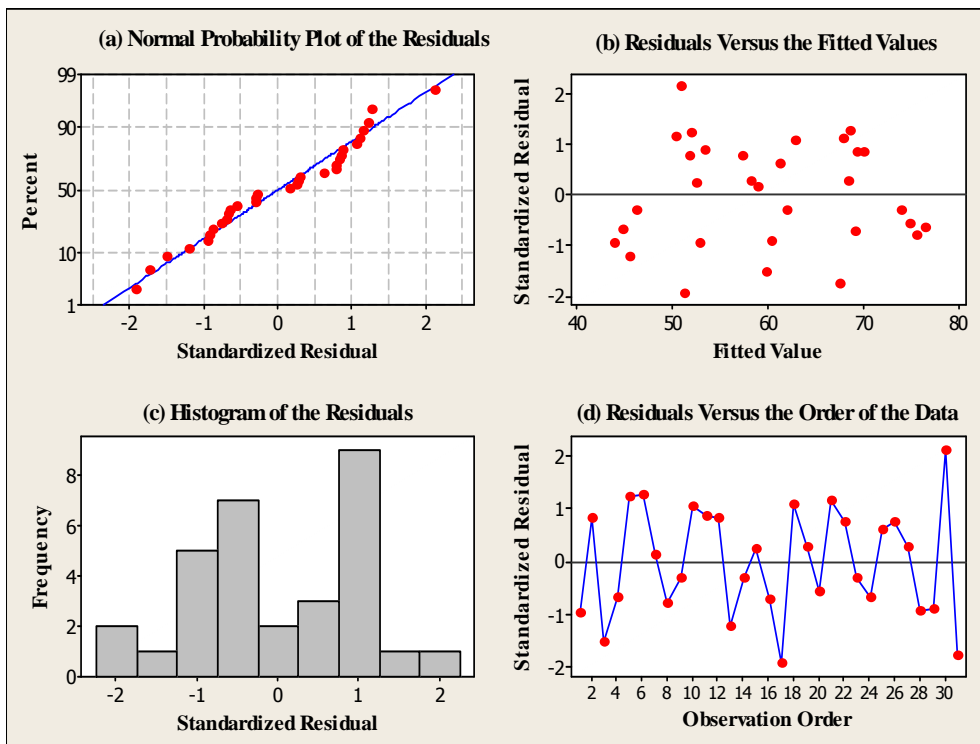 (a) Normal Probability Plot of the Residuals
99
90
50
10
1
Percent
-2 -1 0 1 2
Standardized Residual
(b) Residuals Versus the Fitted Values
2
1
0
-1
-2
Standardized Residual
40 50 60 70 80
Fitted Value
(c) Histogram of the Residuals
8
6
4
2
0
Frequency
-2 -1 0 1 2
Standardized Residual
(d) Residuals Versus the Order of the Data
2
1
0
-1
-2
Standardized Residual
2 4 6 8 10 12 14 16 18 20 22 24 26 28 30
Observation Order